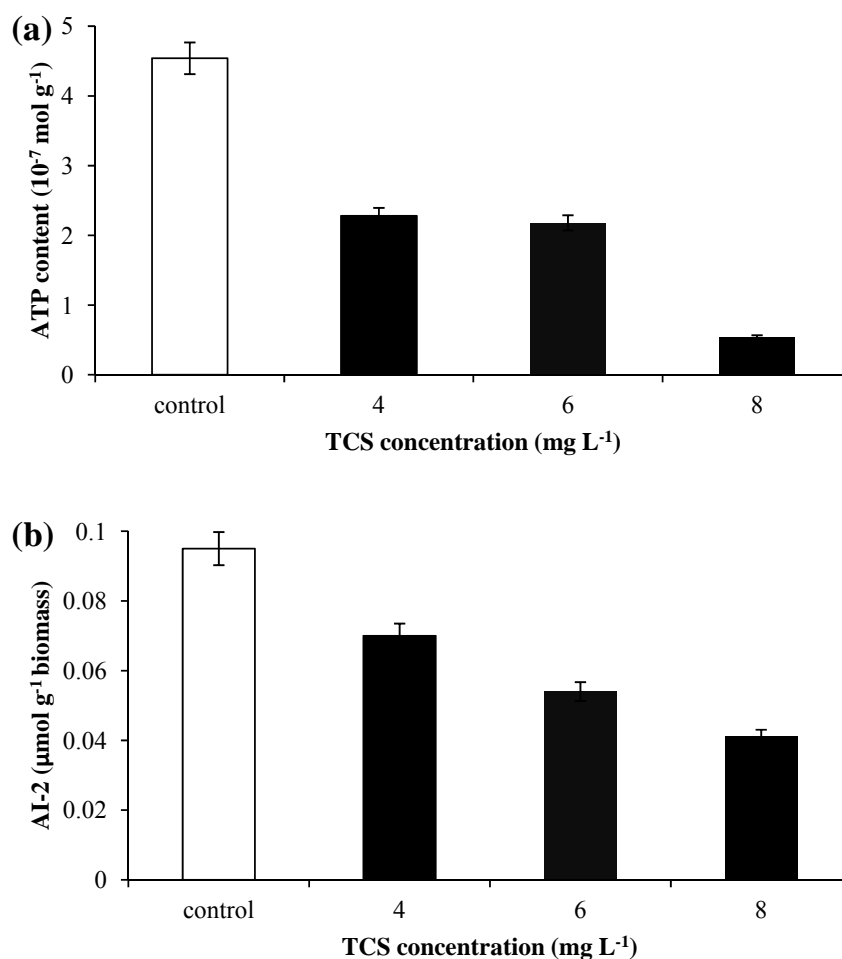 (a)
ATP content (10⁻⁷ mol g⁻¹)
5
4
3
2
1
0
control 4 6 8
TCS concentration (mg L⁻¹)
(b)
AI-2 (μmol g⁻¹ biomass)
0.1
0.08
0.06
0.04
0.02
0
control 4 6 8
TCS concentration (mg L⁻¹)